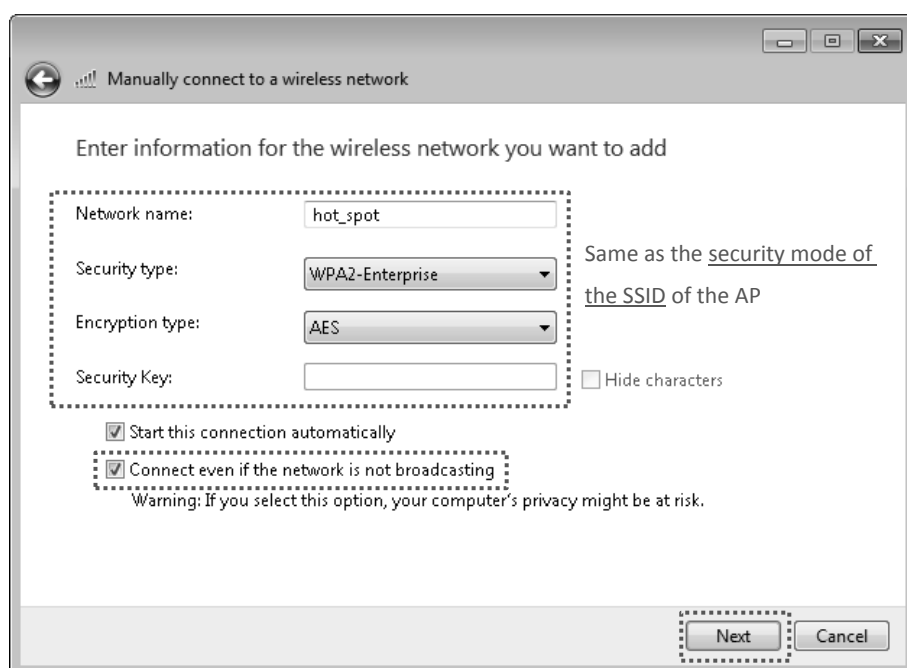 Manually connect to a wireless network
Enter information for the wireless network you want to add
Network name:
hot_spot
Security type:
WPA2-Enterprise
Same as the security mode of
the SSID of the AP
Encryption type:
AES
Security Key:
Hide characters
Start this connection automatically
Connect even if the network is not broadcasting
Warning: If you select this option, your computer's privacy might be at risk.
Next
Cancel